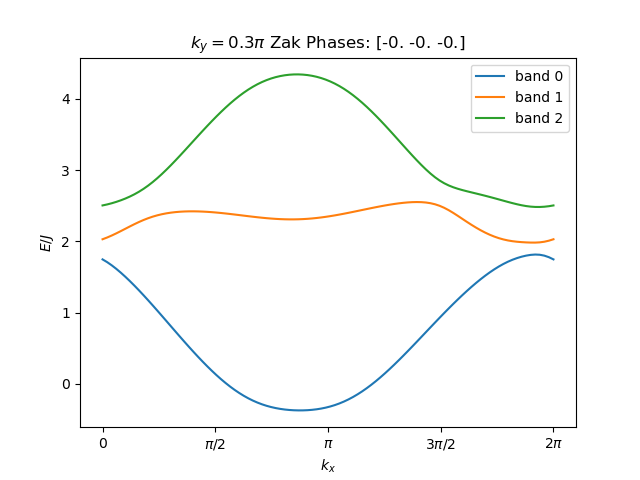 $k_y = 0.3\pi$ Zak Phases: [-0. -0. -0.]
band 0
band 1
band 2
E/J
4
3
2
1
0
0 π/2 π 3π/2 2π
$k_x$